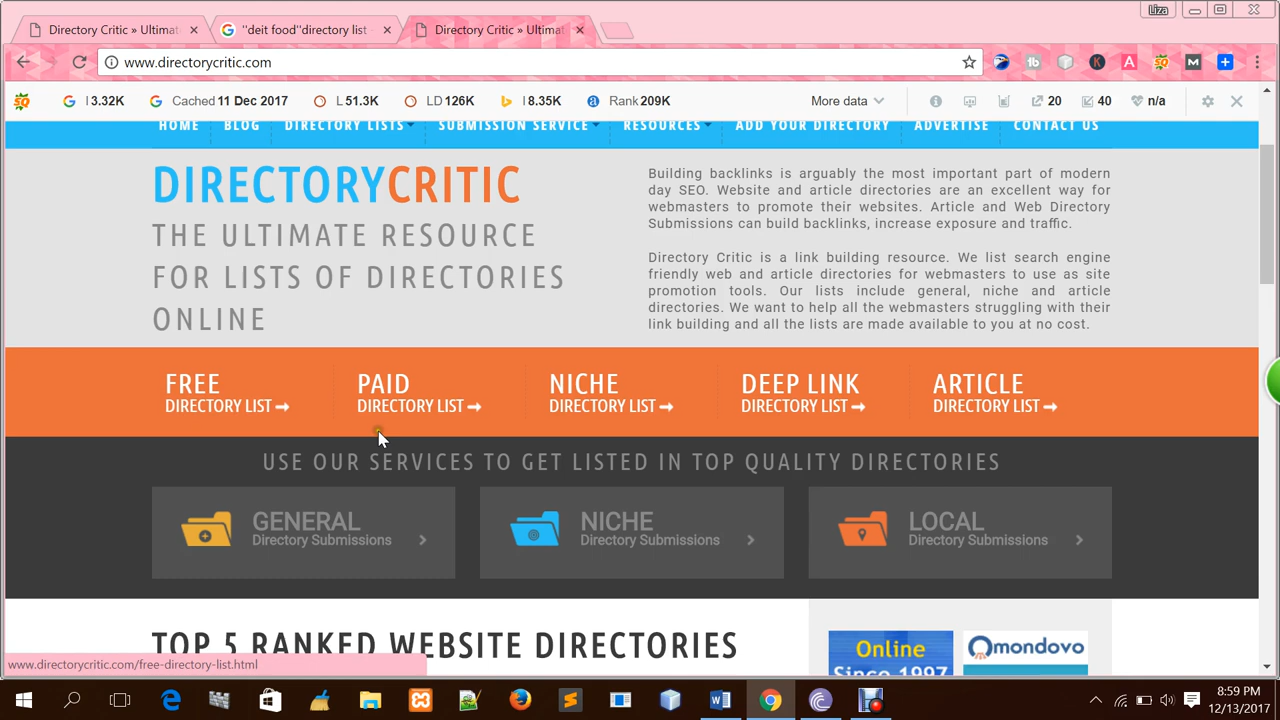 Liza
Directory Critic » Ultimat
"deit food"directory list
Directory Critic » Ultimat
www.directorycritic.com
I 3.32K
Cached 11 Dec 2017
L 51.3K
LD 126K
I 8.35K
Rank 209K
More data
20
40
n/a
HOME
BLOG
DIRECTORY LISTS
SUBMISSION SERVICE
RESOURCES
ADD YOUR DIRECTORY
ADVERTISE
CONTACT US
DIRECTORYCRITIC
THE ULTIMATE RESOURCE
FOR LISTS OF DIRECTORIES
ONLINE
Building backlinks is arguably the most important part of modern
day SEO. Website and article directories are an excellent way for
webmasters to promote their websites. Article and Web Directory
Submissions can build backlinks, increase exposure and traffic.
Directory Critic is a link building resource. We list search engine
friendly web and article directories for webmasters to use as site
promotion tools. Our lists include general, niche and article
directories. We want to help all the webmasters struggling with their
link building and all the lists are made available to you at no cost.
FREE
DIRECTORY LIST
PAID
DIRECTORY LIST
NICHE
DIRECTORY LIST
DEEP LINK
DIRECTORY LIST
ARTICLE
DIRECTORY LIST
USE OUR SERVICES TO GET LISTED IN TOP QUALITY DIRECTORIES
GENERAL
Directory Submissions
NICHE
Directory Submissions
LOCAL
Directory Submissions
TOP 5 RANKED WEBSITE DIRECTORIES
Online
Since 1997
mondovo
www.directorycritic.com/free-directory-list.html
8:59 PM
12/13/2017